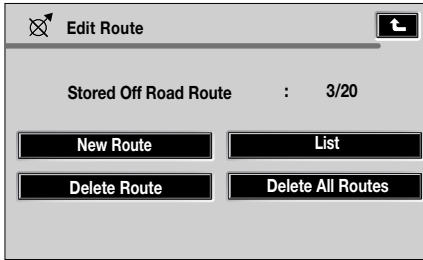 Edit Route
Stored Off Road Route : 3/20
New Route List
Delete Route Delete All Routes